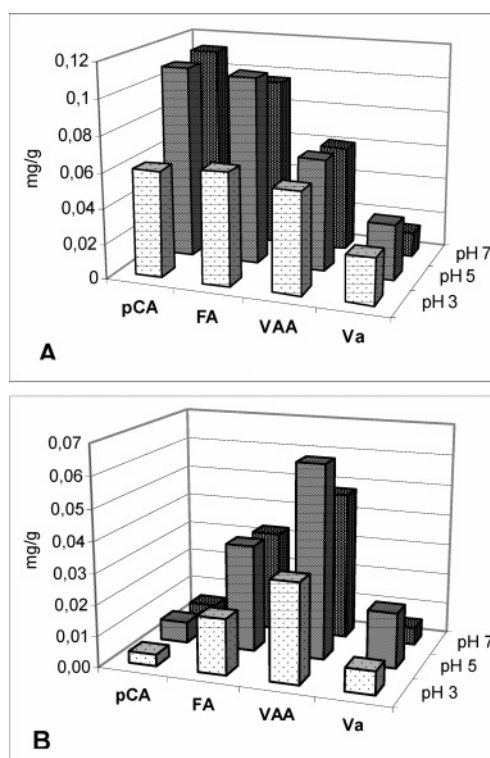 0,12
0,1
0,08
0,06
0,04
0,02
0
mg/g
pCA
FA
VAA
Va
pH 7
pH 5
pH 3
A
0,07
0,06
0,05
0,04
0,03
0,02
0,01
0,00
mg/g
pCA
FA
VAA
Va
pH 7
pH 5
pH 3
B